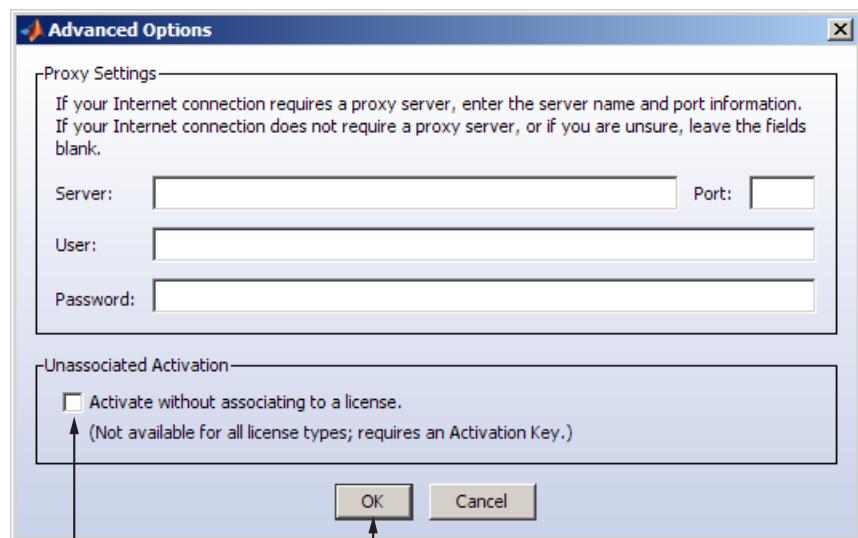 Advanced Options
Proxy Settings
If your Internet connection requires a proxy server, enter the server name and port information.
If your Internet connection does not require a proxy server, or if you are unsure, leave the fields
blank.
Server: Port:
User:
Password:
Unassociated Activation
Activate without associating to a license.
(Not available for all license types; requires an Activation Key.)
OK Cancel